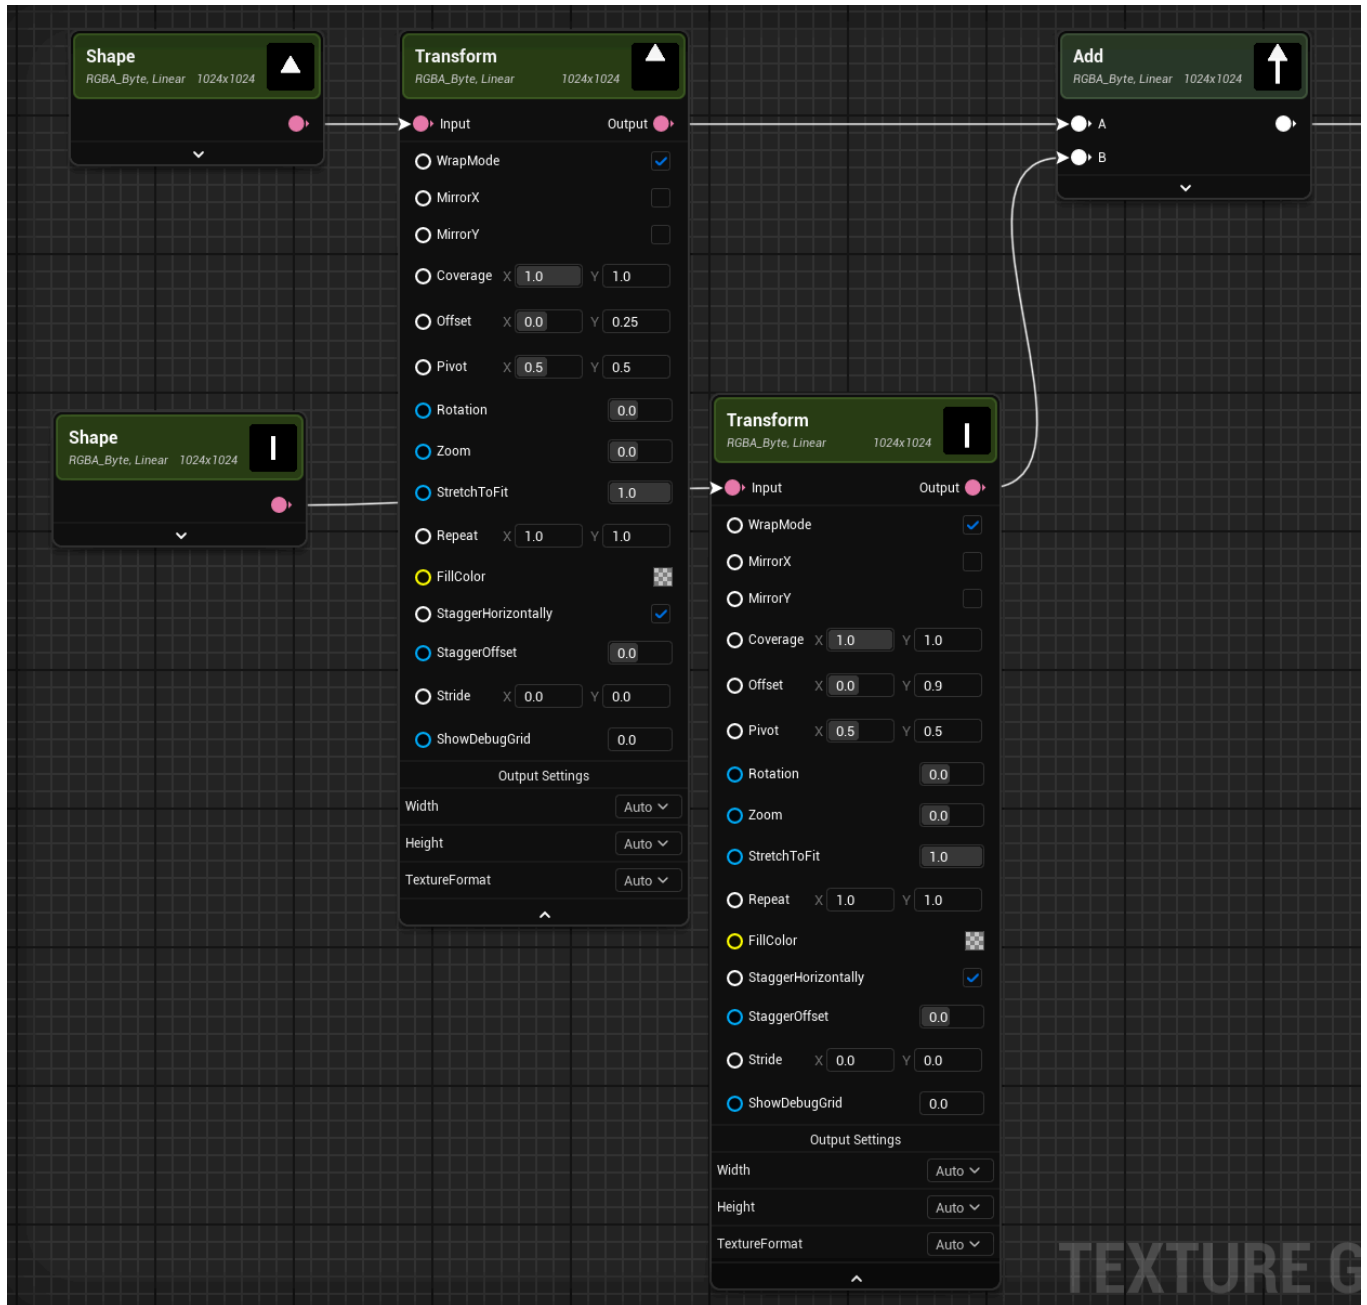 Shape
RGBA_Byte, Linear 1024x1024
Transform
RGBA_Byte, Linear 1024x1024
Input Output
WrapMode
MirrorX
MirrorY
Coverage X 1.0 Y 1.0
Offset X 0.0 Y 0.25
Pivot X 0.5 Y 0.5
Rotation 0.0
Zoom 0.0
StretchToFit 1.0
Repeat X 1.0 Y 1.0
FillColor
StaggerHorizontally
StaggerOffset 0.0
Stride X 0.0 Y 0.0
ShowDebugGrid 0.0
Output Settings
Width Auto
Height Auto
TextureFormat Auto
Add
RGBA_Byte, Linear 1024x1024
A
B
Shape
RGBA_Byte, Linear 1024x1024
Transform
RGBA_Byte, Linear 1024x1024
Input Output
WrapMode
MirrorX
MirrorY
Coverage X 1.0 Y 1.0
Offset X 0.0 Y 0.9
Pivot X 0.5 Y 0.5
Rotation 0.0
Zoom 0.0
StretchToFit 1.0
Repeat X 1.0 Y 1.0
FillColor
StaggerHorizontally
StaggerOffset 0.0
Stride X 0.0 Y 0.0
ShowDebugGrid 0.0
Output Settings
Width Auto
Height Auto
TextureFormat Auto
TEXTURE G